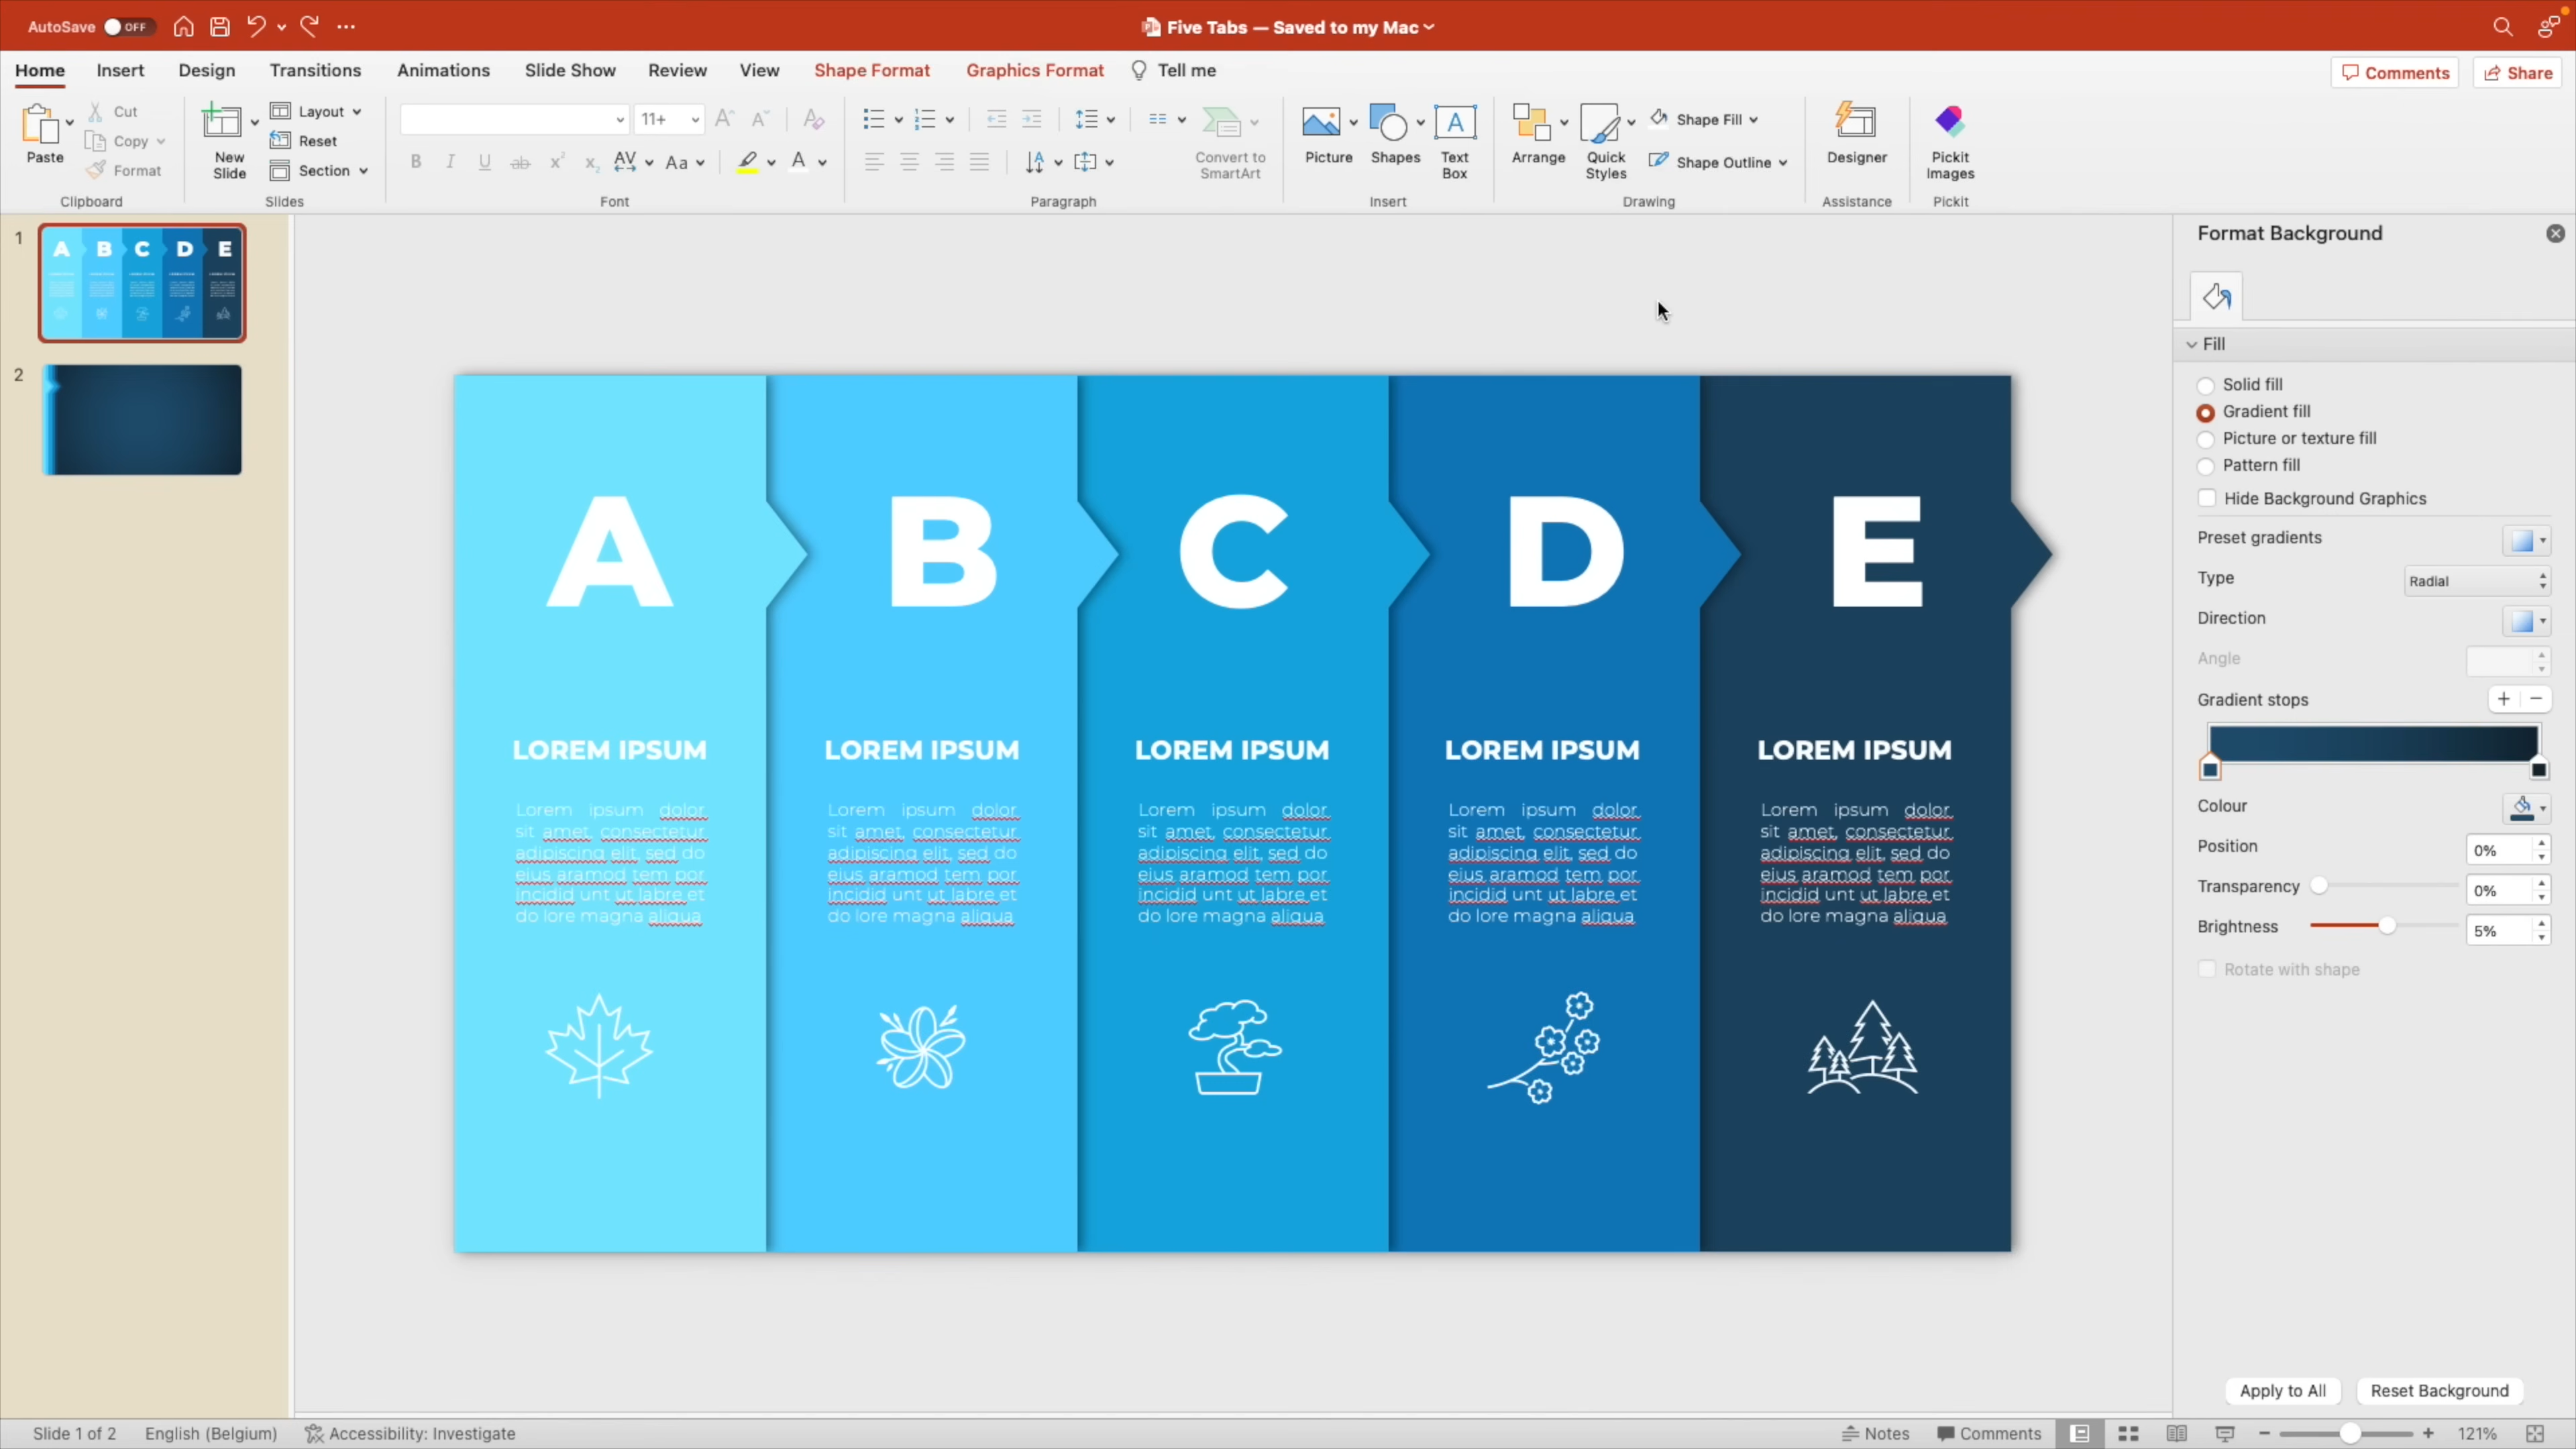 AutoSave OFF
Five Tabs — Saved to my Mac
Home Insert Design Transitions Animations Slide Show Review View Shape Format Graphics Format Tell me
Comments Share
Paste
Cut
Copy
Format
Clipboard
New Slide
Layout
Reset
Section
Slides
11+
Font
Convert to SmartArt
Paragraph
Picture
Shapes
Text Box
Insert
Arrange
Quick Styles
Shape Fill
Shape Outline
Drawing
Designer
Assistance
Pickit Images
Pickit
1
A B C D E
2
A B C D E
LOREM IPSUM
Lorem ipsum dolor
sit amet, consectetur
adipiscing elit, sed do
eius aramod tem por
incidid unt ut labre et
do lore magna aliqua
LOREM IPSUM
Lorem ipsum dolor
sit amet, consectetur
adipiscing elit, sed do
eius aramod tem por
incidid unt ut labre et
do lore magna aliqua
LOREM IPSUM
Lorem ipsum dolor
sit amet, consectetur
adipiscing elit, sed do
eius aramod tem por
incidid unt ut labre et
do lore magna aliqua
LOREM IPSUM
Lorem ipsum dolor
sit amet, consectetur
adipiscing elit, sed do
eius aramod tem por
incidid unt ut labre et
do lore magna aliqua
LOREM IPSUM
Lorem ipsum dolor
sit amet, consectetur
adipiscing elit, sed do
eius aramod tem por
incidid unt ut labre et
do lore magna aliqua
Format Background
Fill
Solid fill
Gradient fill
Picture or texture fill
Pattern fill
Hide Background Graphics
Preset gradients
Type Radial
Direction
Angle
Gradient stops
Colour
Position 0%
Transparency 0%
Brightness 5%
Rotate with shape
Apply to All Reset Background
Slide 1 of 2 English (Belgium) Accessibility: Investigate
Notes Comments 121%